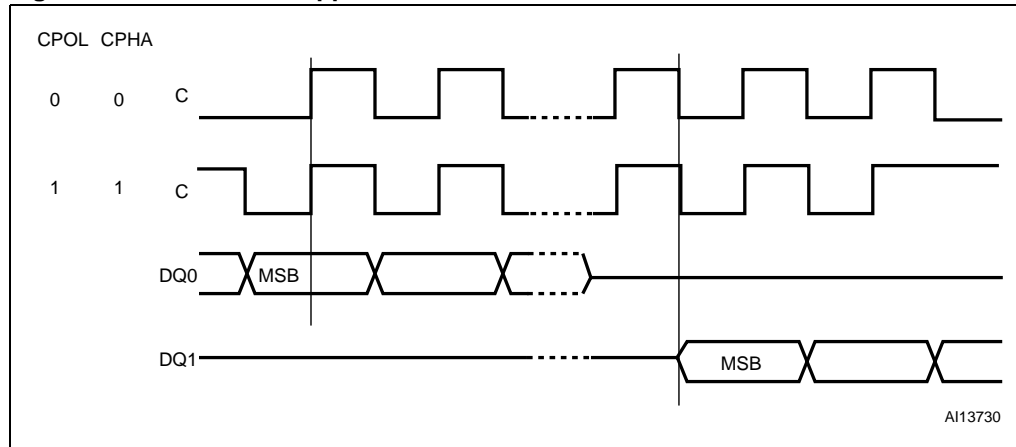 CPOL CPHA
0 0 C
1 1 C
DQ0 MSB
DQ1 MSB
AI13730